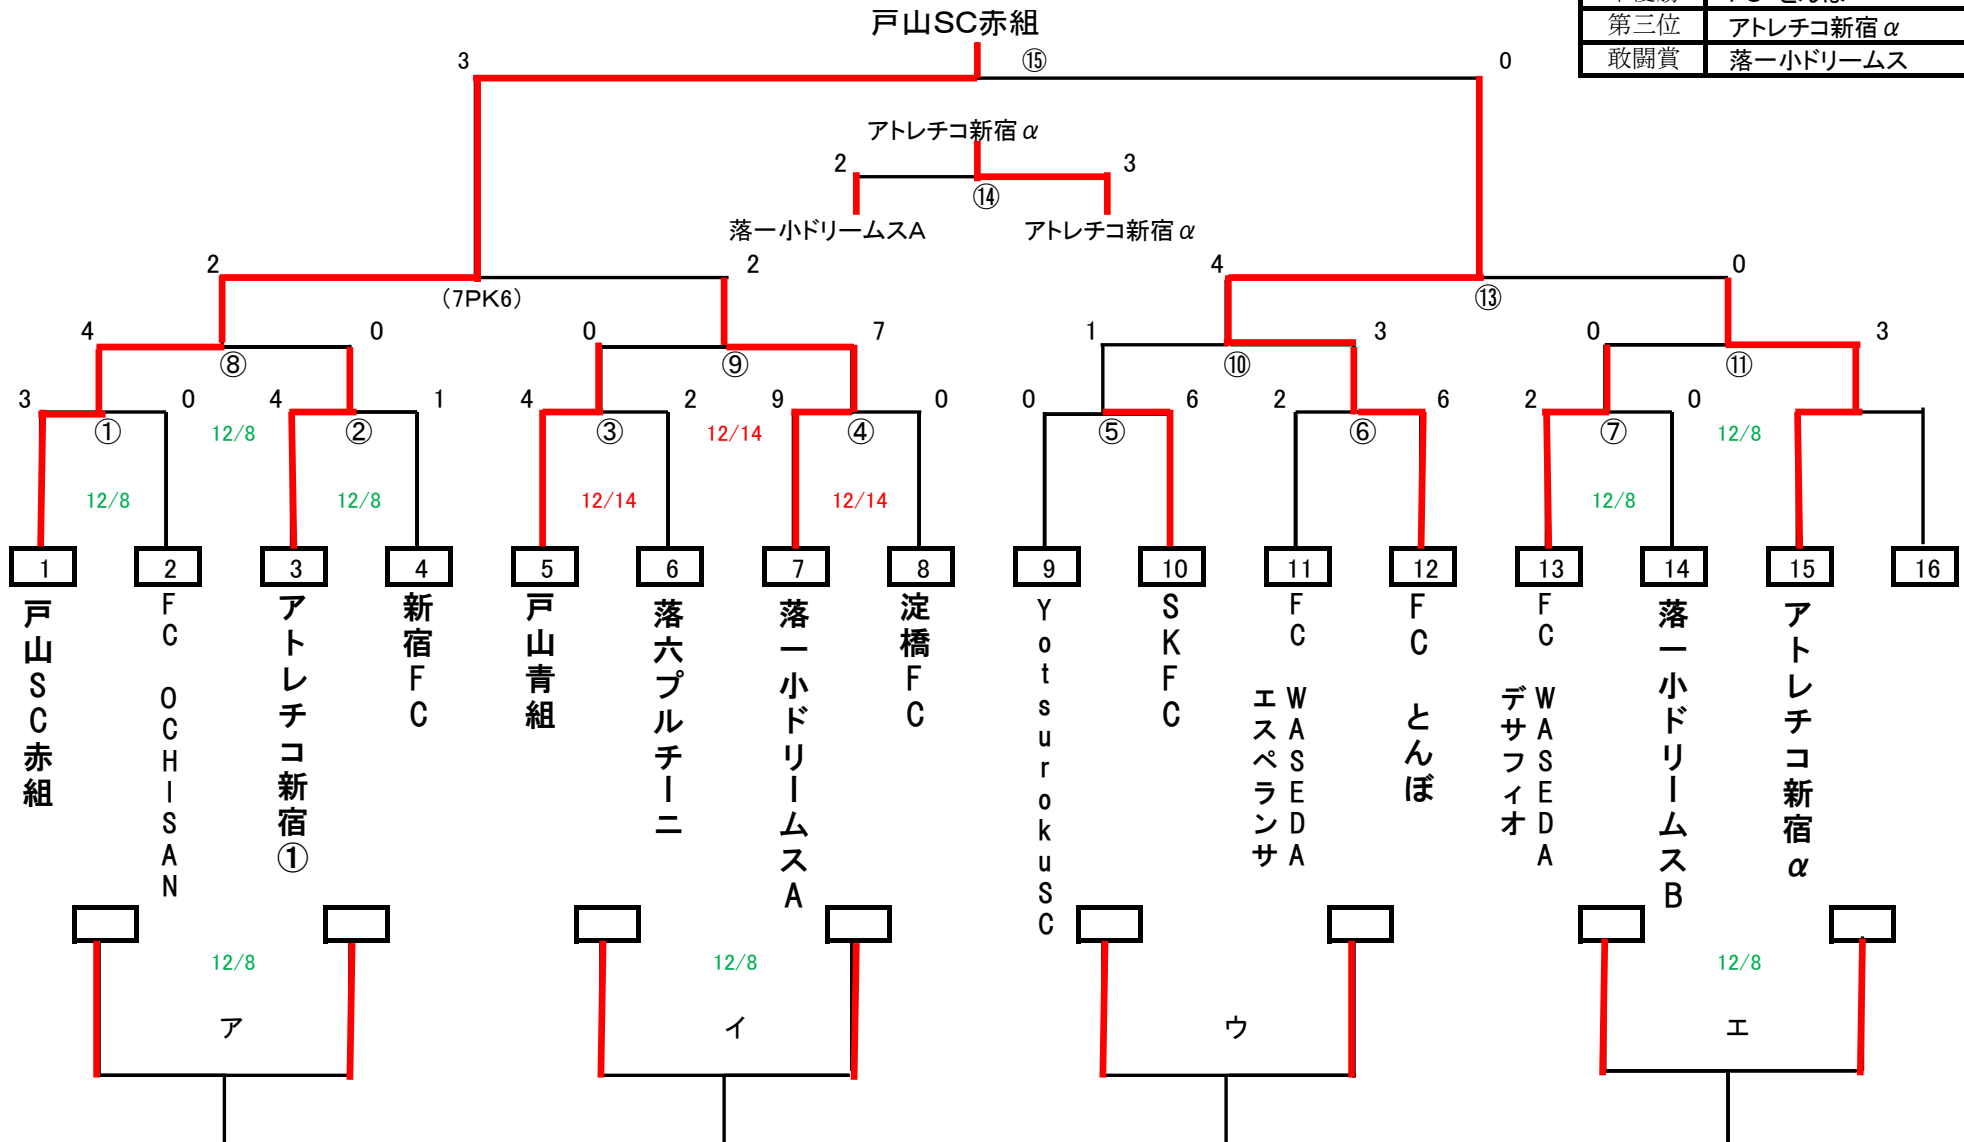 戸山SC赤組
第三位 アトレチコ新宿α
敢闘賞 落一小ドリームス
3 ⑮ 0
アトレチコ新宿α
2 3
⑭
落一小ドリームスA アトレチコ新宿α
2 2 4 0
(7PK6) ⑬
4 0 0 7 1 3 0 3
⑧ ⑨ ⑩ ⑪
3 0 4 1 4 2 9 0 0 6 2 6 2 0
① 12/8 ② ③ 12/14 ④ ⑤ ⑥ ⑦ 12/8
12/8 12/8 12/14 12/14 12/8
1 2 3 4 5 6 7 8 9 10 11 12 13 14 15 16
戸山SC赤組
FC OCHISAN
アトレチコ新宿①
新宿FC
戸山青組
落六プルチーニ
落一小ドリームスA
淀橋FC
YotsurokuSC
SKFC
FC WASEDA
エスペランサ
FC とんぼ
FC WASEDA
デサフィオ
落一小ドリームスB
アトレチコ新宿α
12/8 12/8 12/8
ア イ ウ エ